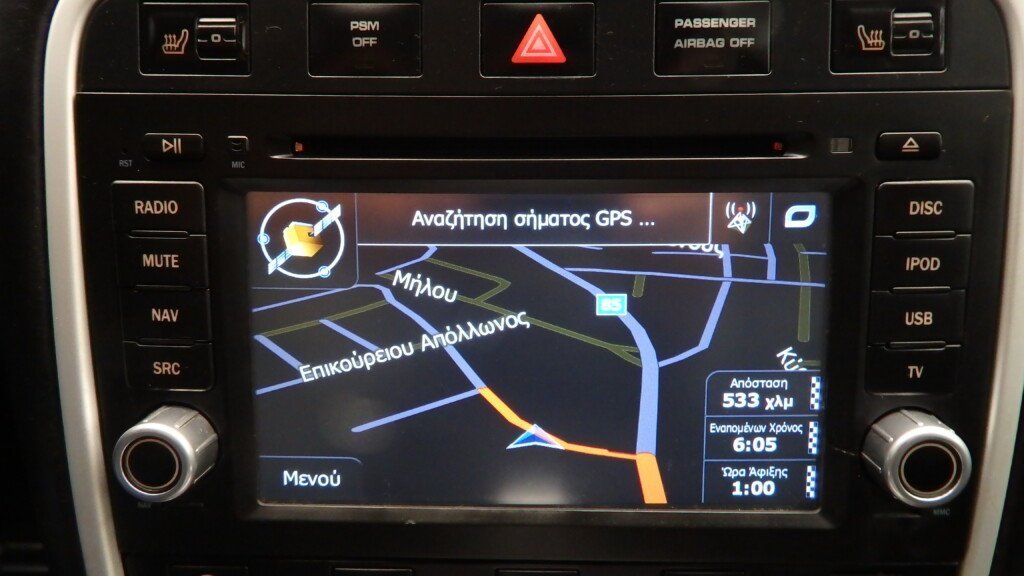 PSM
OFF
PASSENGER
AIRBAG OFF
RST
MIC
RADIO
MUTE
NAV
SRC
DISC
IPOD
USB
TV
Αναζήτηση σήματος GPS ...
Μήλου
85
Επικούρειου Απόλλωνος
Απόσταση
533 χλμ
Εναπομένων Χρόνος
6:05
Ώρα Άφιξης
1:00
Μενού